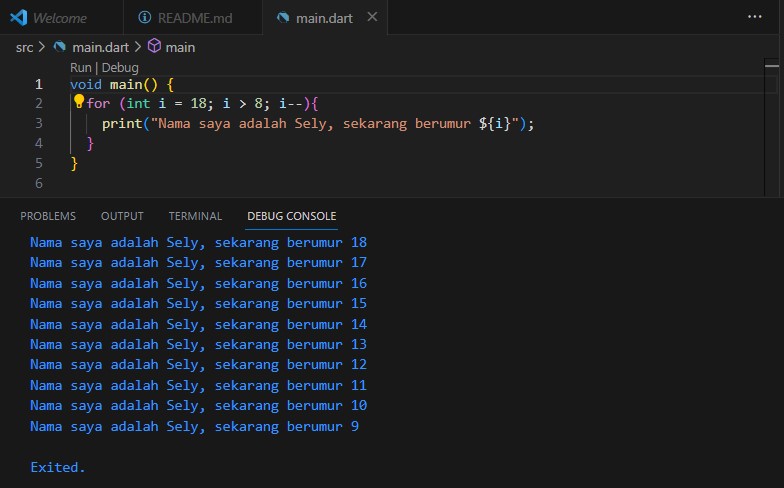 Welcome README.md main.dart ...
src > main.dart > main
Run | Debug
1 void main() {
2 for (int i = 18; i > 8; i--){
3 print("Nama saya adalah Sely, sekarang berumur ${i}");
4 }
5 }
6
PROBLEMS OUTPUT TERMINAL DEBUG CONSOLE
Nama saya adalah Sely, sekarang berumur 18
Nama saya adalah Sely, sekarang berumur 17
Nama saya adalah Sely, sekarang berumur 16
Nama saya adalah Sely, sekarang berumur 15
Nama saya adalah Sely, sekarang berumur 14
Nama saya adalah Sely, sekarang berumur 13
Nama saya adalah Sely, sekarang berumur 12
Nama saya adalah Sely, sekarang berumur 11
Nama saya adalah Sely, sekarang berumur 10
Nama saya adalah Sely, sekarang berumur 9
Exited.